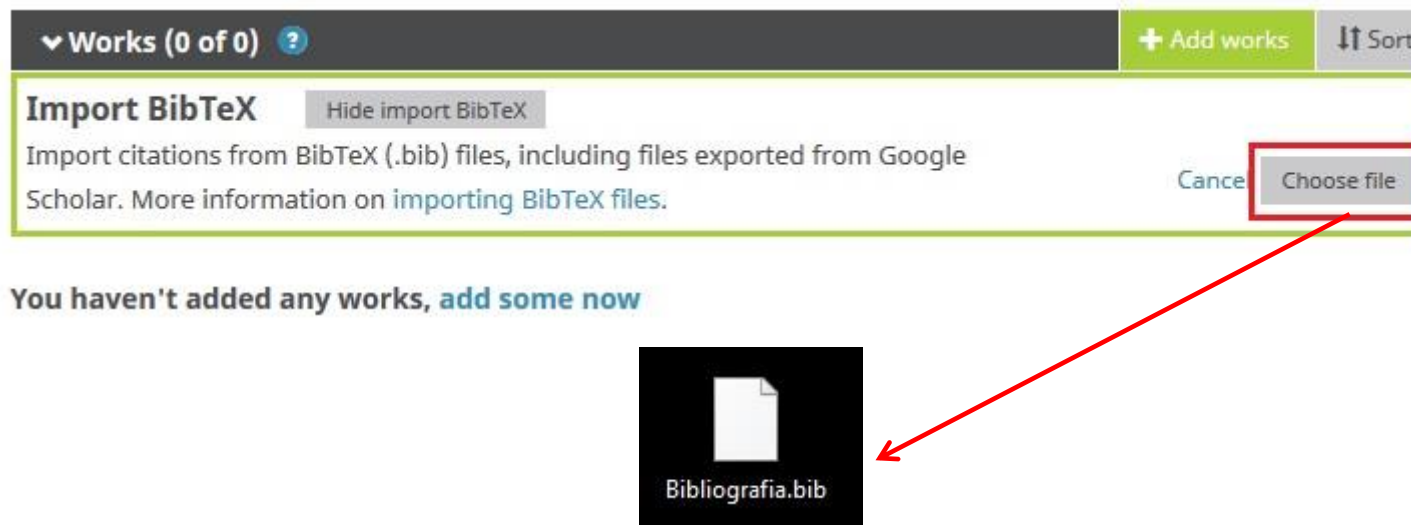 Works (0 of 0) ?
+ Add works
Sort
Import BibTeX
Hide import BibTeX
Import citations from BibTeX (.bib) files, including files exported from Google
Scholar. More information on importing BibTeX files.
Cancel
Choose file
You haven't added any works, add some now
Bibliografia.bib